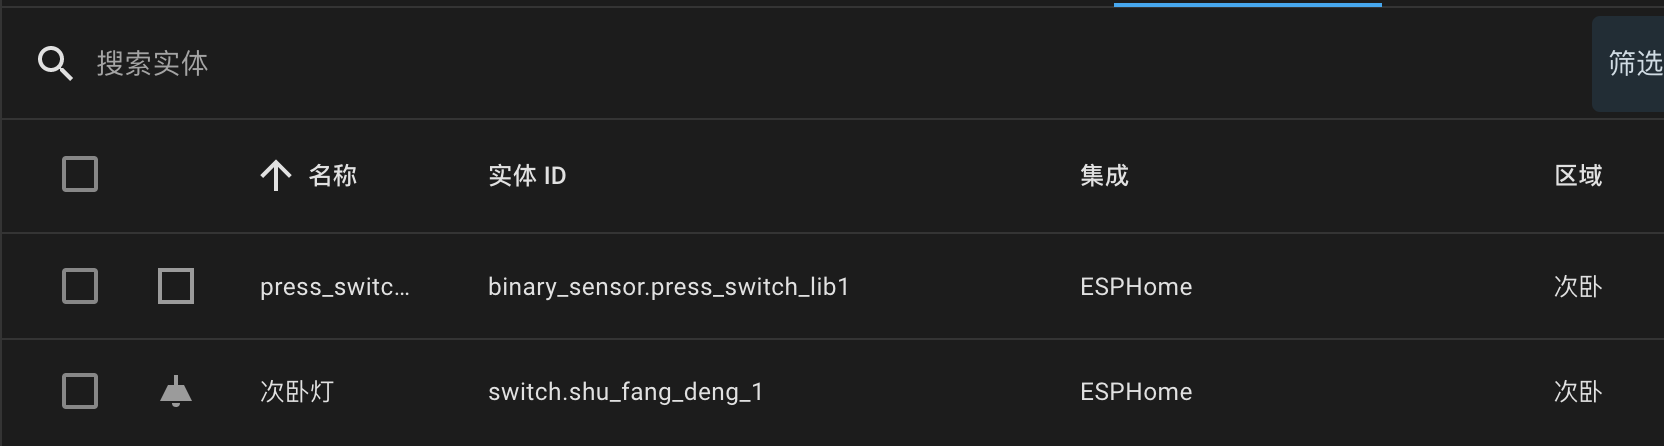 搜索实体
筛选
名称 实体 ID 集成 区域
press_switc... binary_sensor.press_switch_lib1 ESPHome 次卧
次卧灯 switch.shu_fang_deng_1 ESPHome 次卧